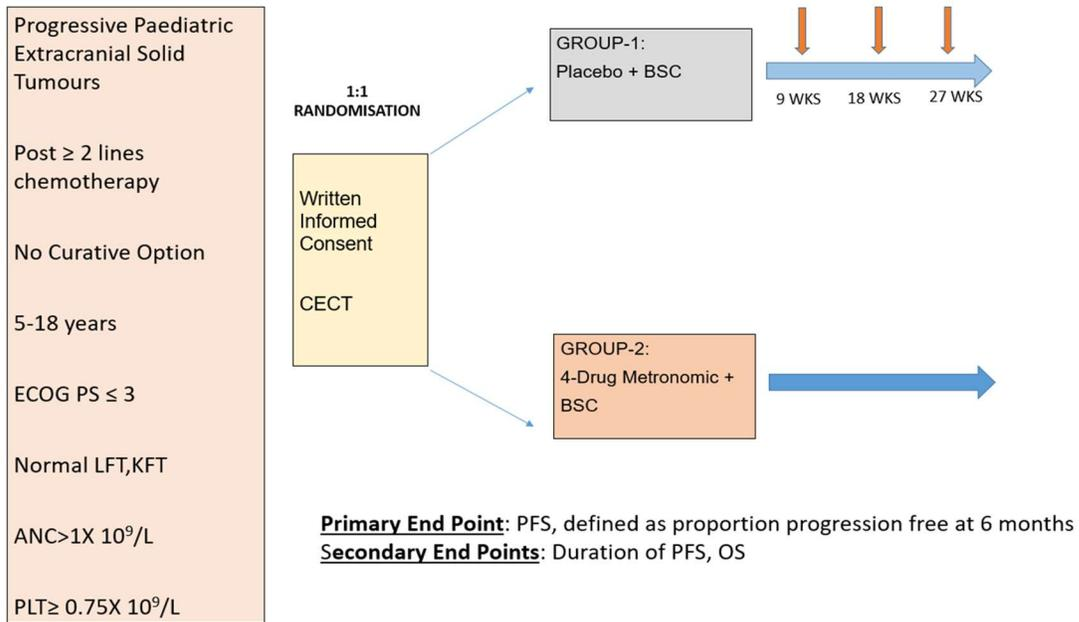 Progressive Paediatric
Extracranial Solid
Tumours
Post ≥ 2 lines
chemotherapy
No Curative Option
5-18 years
ECOG PS ≤ 3
Normal LFT,KFT
ANC>1X 10⁹/L
PLT≥ 0.75X 10⁹/L
1:1
RANDOMISATION
Written
Informed
Consent
CECT
GROUP-1:
Placebo + BSC
9 WKS
18 WKS
27 WKS
GROUP-2:
4-Drug Metronomic +
BSC
Primary End Point: PFS, defined as proportion progression free at 6 months
Secondary End Points: Duration of PFS, OS